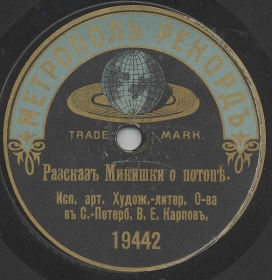 МЕТРОПОЛЬ РЕКОРДЪ
TRADE MARK.
Разсказъ Микишки о потопѣ.
Исп. арт. Худож.-литер. О-ва
въ С.-Петерб. В. Е. Карповъ.
19442